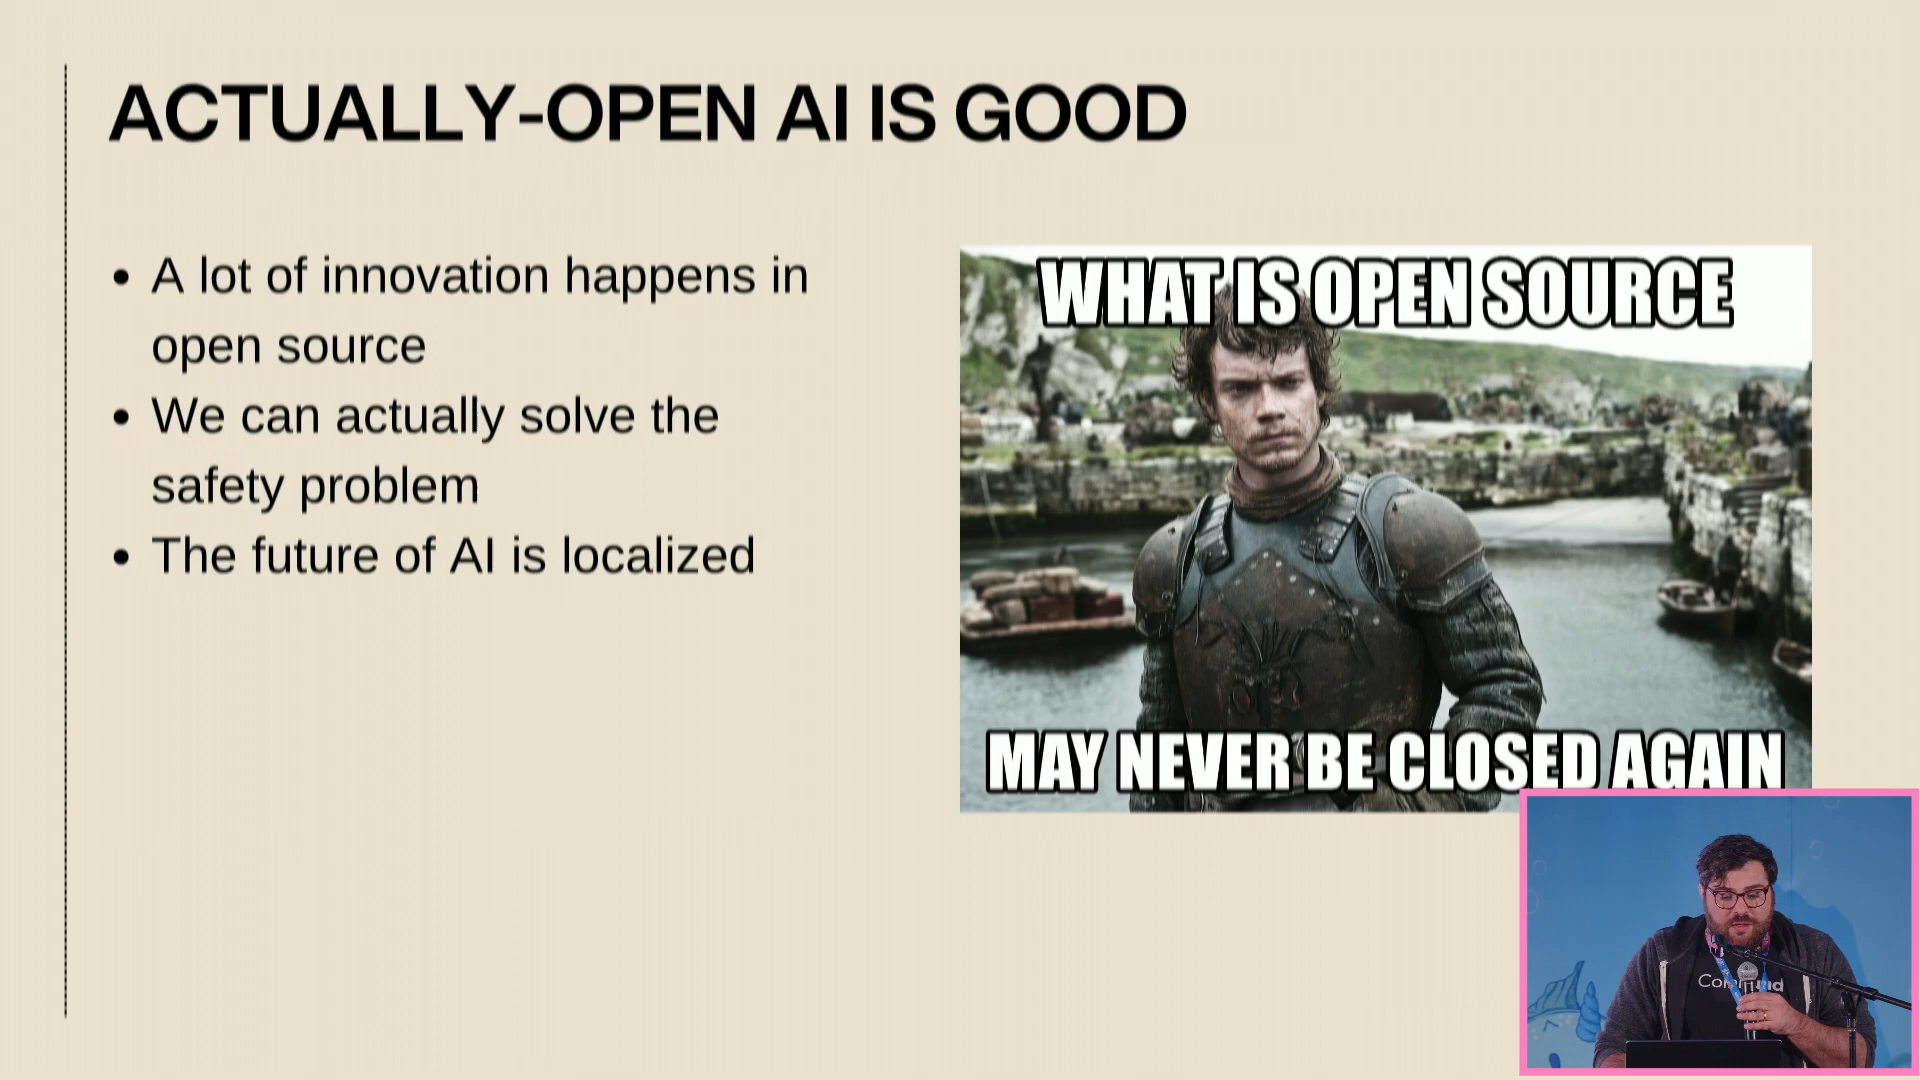 ACTUALLY-OPEN AI IS GOOD
• A lot of innovation happens in
open source
• We can actually solve the
safety problem
• The future of AI is localized
WHAT IS OPEN SOURCE
MAY NEVER BE CLOSED AGAIN